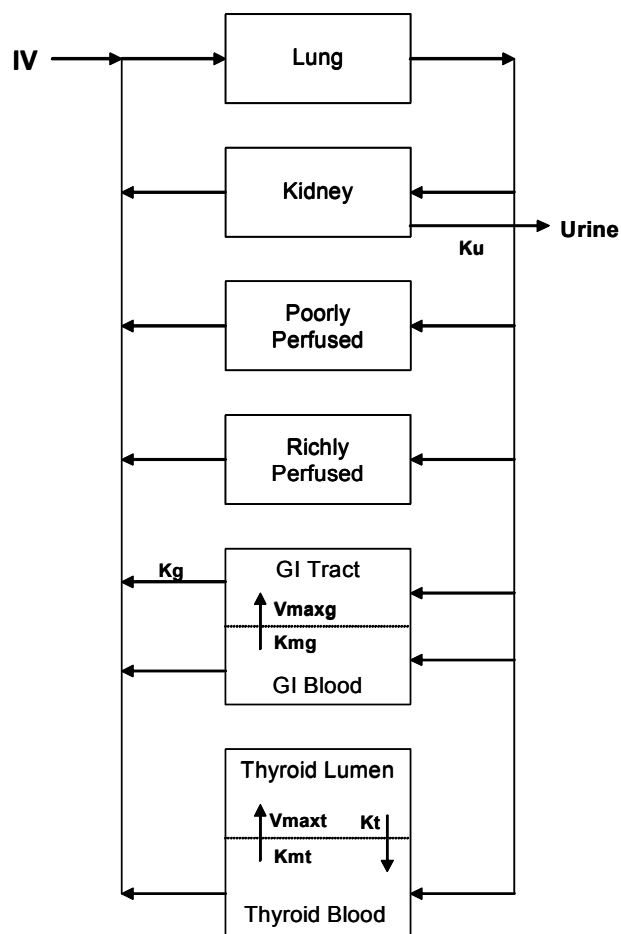 IV
Lung
Kidney
Ku
Urine
Poorly
Perfused
Richly
Perfused
Kg
GI Tract
Vmaxg
Kmg
GI Blood
Thyroid Lumen
Vmaxt
Kt
Kmt
Thyroid Blood